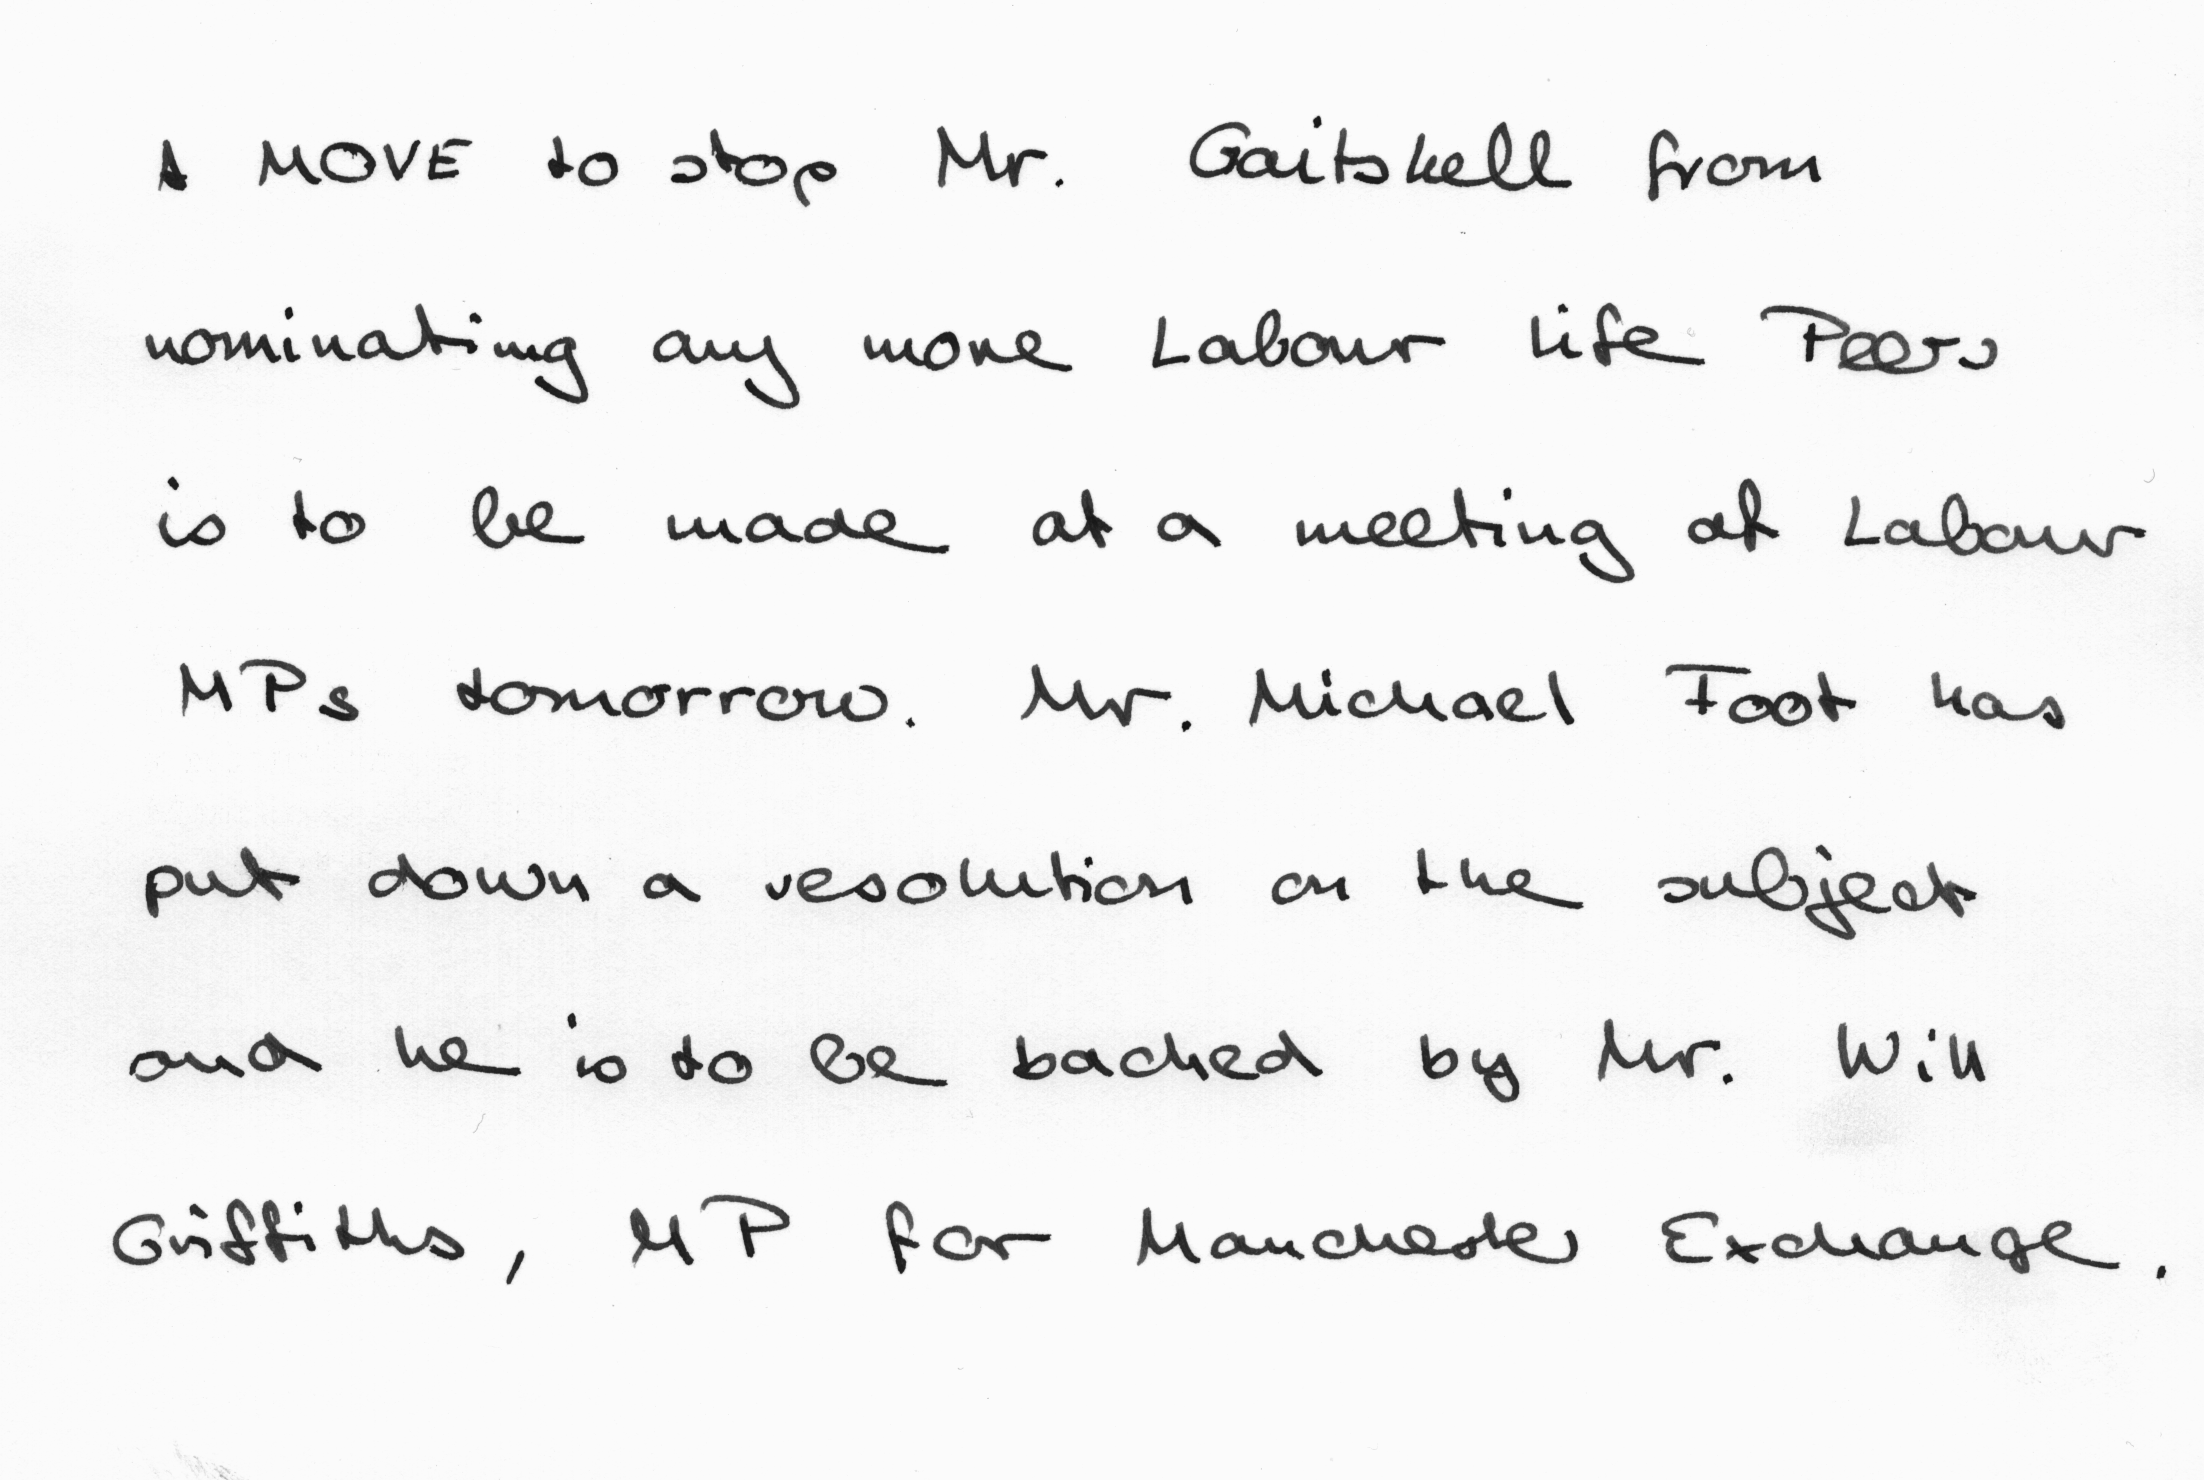 A MOVE to stop Mr. Gaitskell from
nominating any more Labour life Peers
is to be made at a meeting of Labour
MPs tomorrow. Mr. Michael Foot has
put down a resolution on the subject
and he is to be backed by Mr. Will
Griffiths, MP for Manchester Exchange.